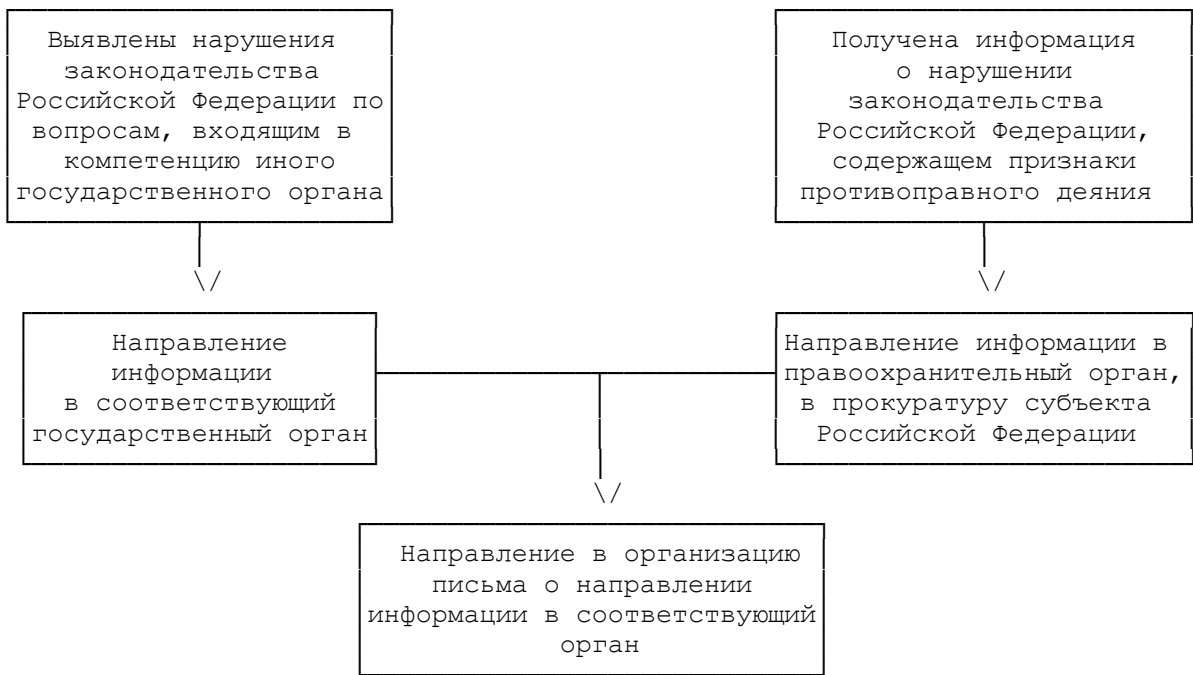 Выявлены нарушения
законодательства
Российской Федерации по
вопросам, входящим в
компетенцию иного
государственного органа
Получена информация
о нарушении
законодательства
Российской Федерации,
содержащем признаки
противоправного деяния
Направление
информации
в соответствующий
государственный орган
Направление информации в
правоохранительный орган,
в прокуратуру субъекта
Российской Федерации
Направление в организацию
письма о направлении
информации в соответствующий
орган